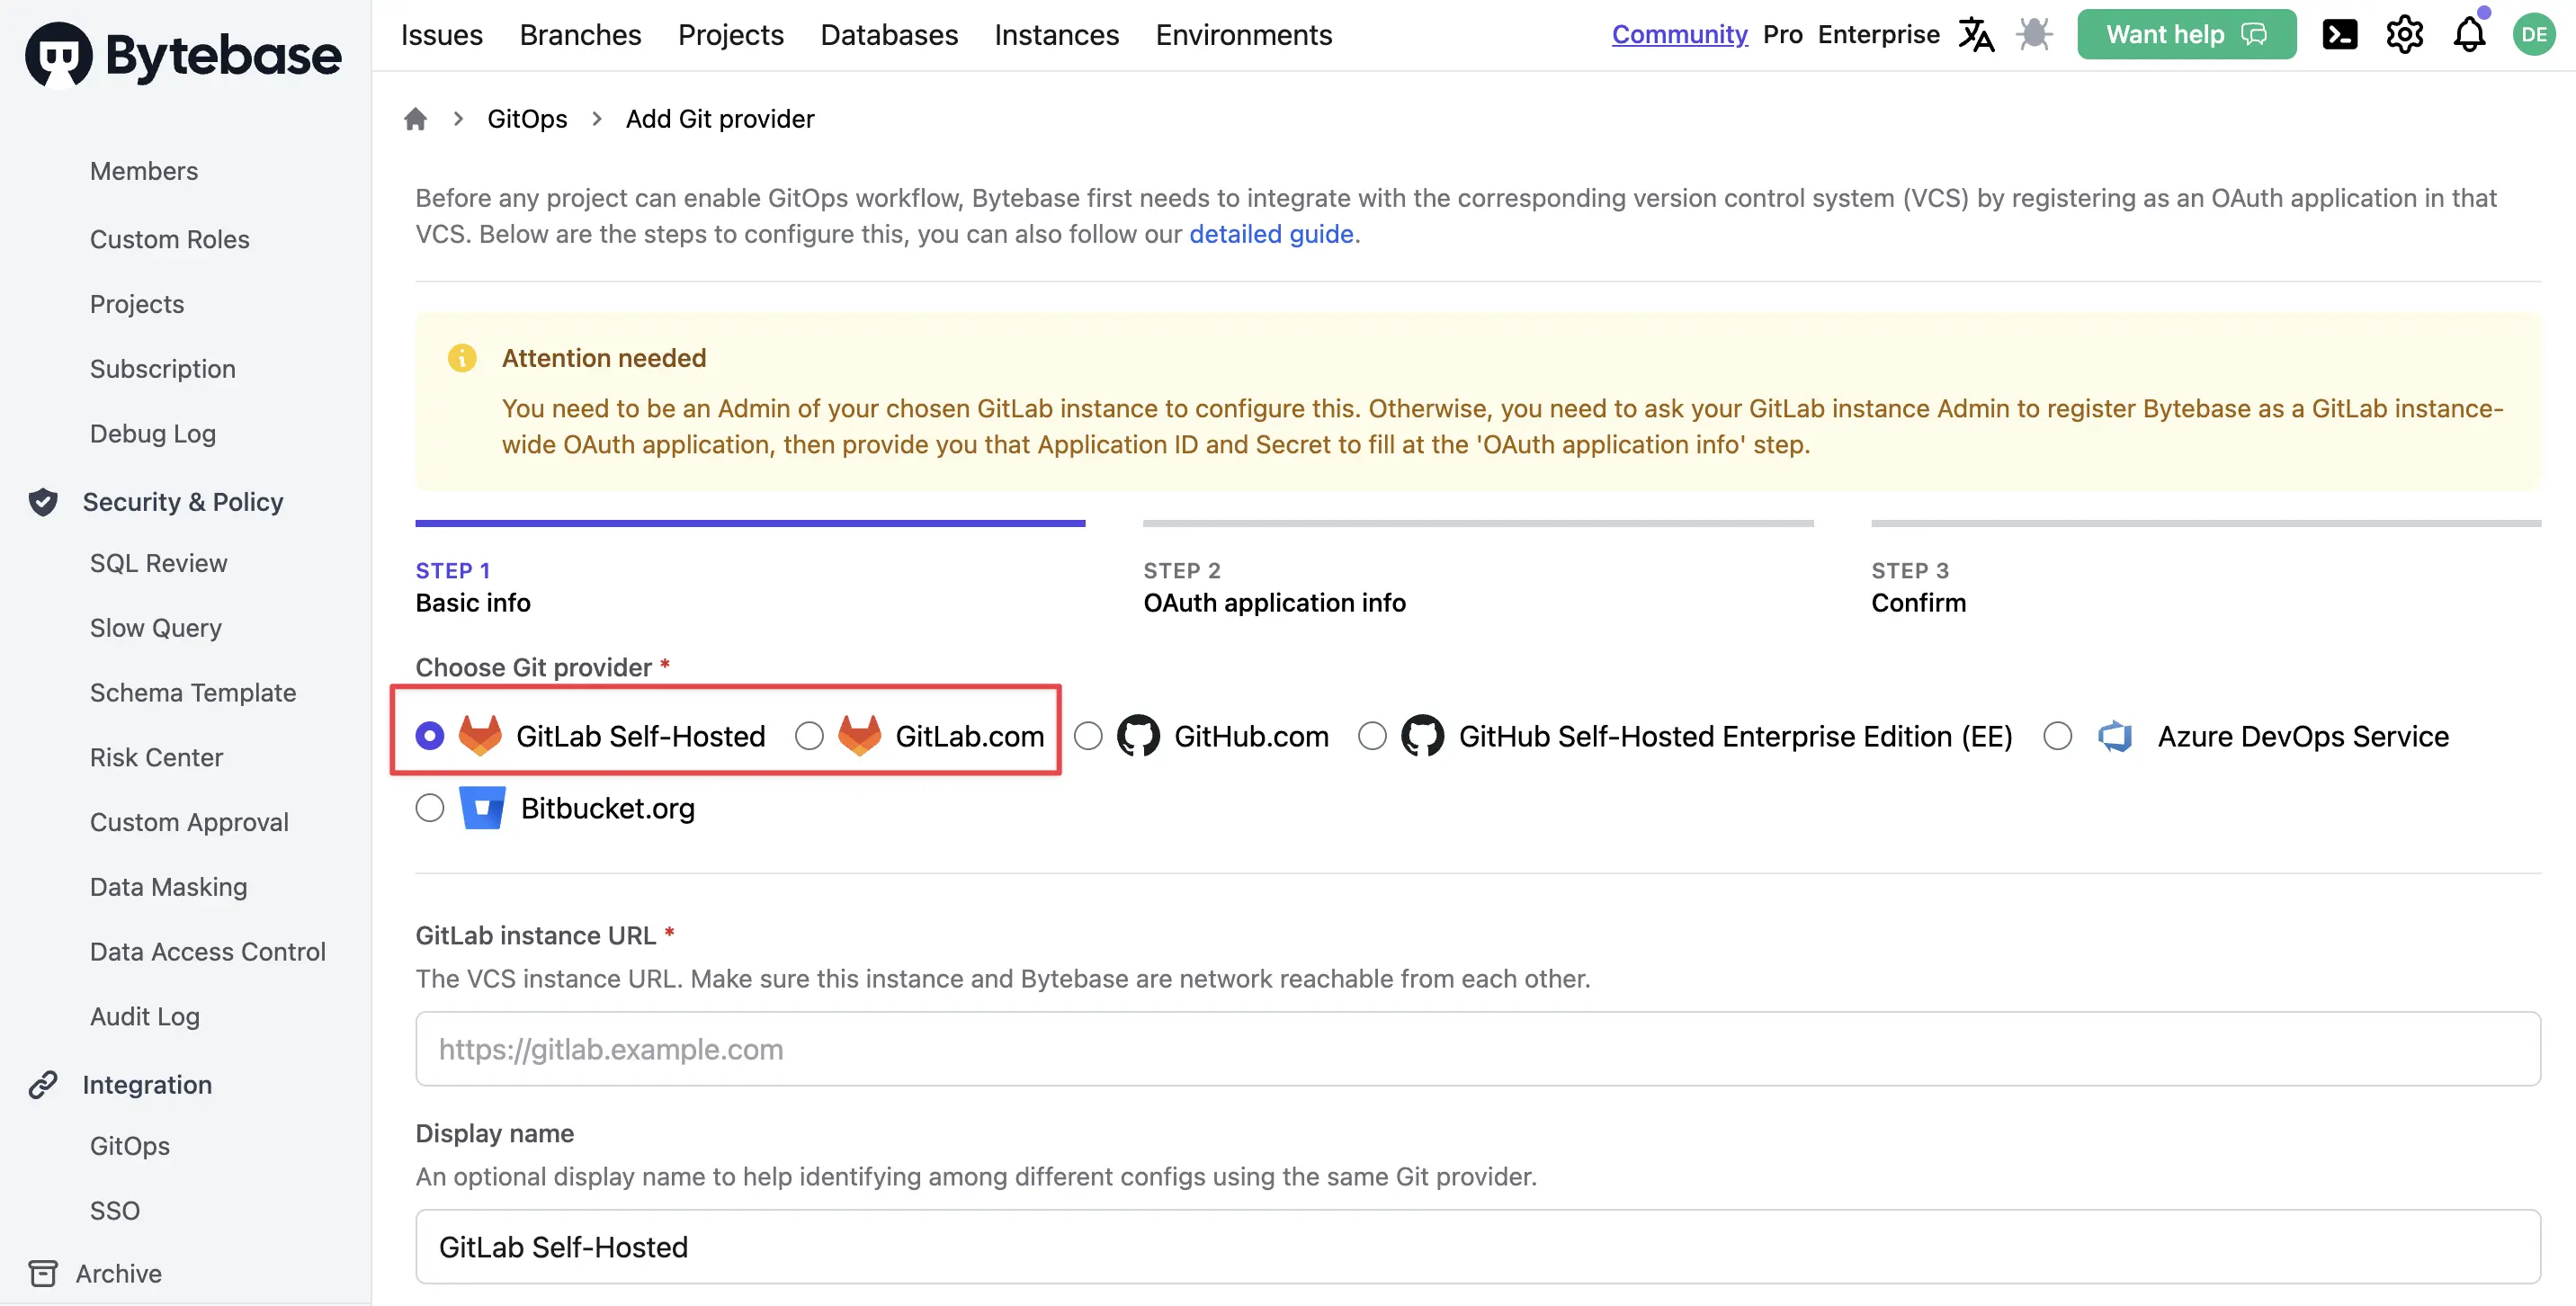 Bytebase
Issues Branches Projects Databases Instances Environments
Community Pro Enterprise Want help DE
Members
Custom Roles
Projects
Subscription
Debug Log
Security & Policy
SQL Review
Slow Query
Schema Template
Risk Center
Custom Approval
Data Masking
Data Access Control
Audit Log
Integration
GitOps
SSO
Archive
GitOps > Add Git provider
Before any project can enable GitOps workflow, Bytebase first needs to integrate with the corresponding version control system (VCS) by registering as an OAuth application in that
VCS. Below are the steps to configure this, you can also follow our detailed guide.
Attention needed
You need to be an Admin of your chosen GitLab instance to configure this. Otherwise, you need to ask your GitLab instance Admin to register Bytebase as a GitLab instance-
wide OAuth application, then provide you that Application ID and Secret to fill at the 'OAuth application info' step.
STEP 1
Basic info
STEP 2
OAuth application info
STEP 3
Confirm
Choose Git provider *
GitLab Self-Hosted GitLab.com GitHub.com GitHub Self-Hosted Enterprise Edition (EE) Azure DevOps Service
Bitbucket.org
GitLab instance URL *
The VCS instance URL. Make sure this instance and Bytebase are network reachable from each other.
https://gitlab.example.com
Display name
An optional display name to help identifying among different configs using the same Git provider.
GitLab Self-Hosted